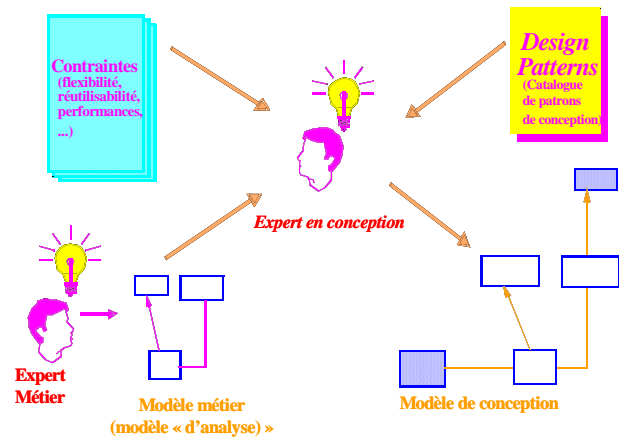 Contraintes
(flexibilité,
réutilisabilité,
performances,
...)
Design
Patterns
(Catalogue
de patrons
de conception)
Expert en conception
Expert
Métier
Modèle métier
(modèle « d'analyse) »
Modèle de conception